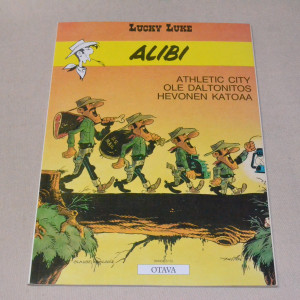 LUCKY LUKE
ALIBI
ATHLETIC CITY
OLE DALTONITOS
HEVONEN KATOAA
OTAVA